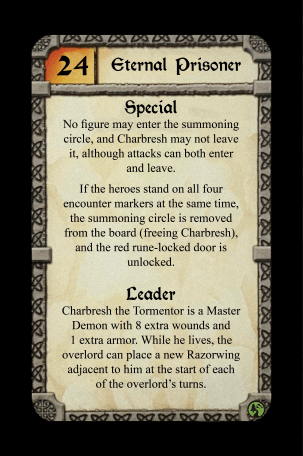 24 Eternal Prisoner
Special
No figure may enter the summoning
circle, and Charbresh may not leave
it, although attacks can both enter
and leave.
If the heroes stand on all four
encounter markers at the same time,
the summoning circle is removed
from the board (freeing Charbresh),
and the red rune-locked door is
unlocked.
Leader
Charbresh the Tormentor is a Master
Demon with 8 extra wounds and
1 extra armor. While he lives, the
overlord can place a new Razorwing
adjacent to him at the start of each
of the overlord's turns.